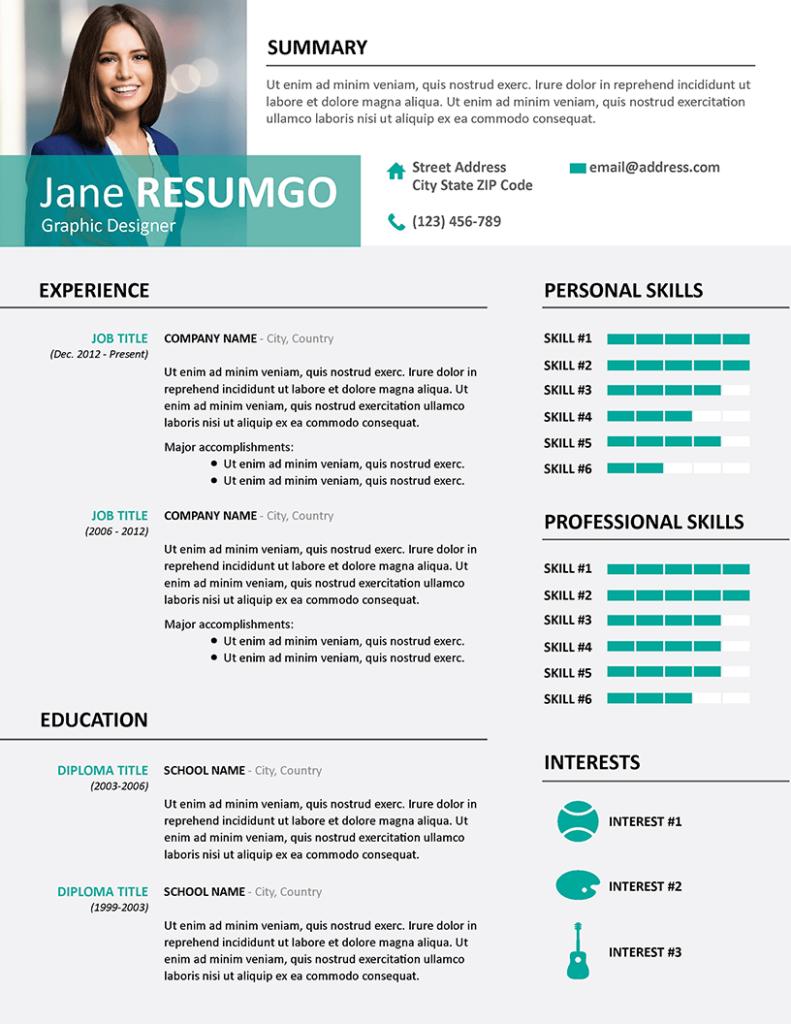 SUMMARY
Ut enim ad minim veniam, quis nostrud exerc. Irure dolor in reprehend incididunt ut
labore et dolore magna aliqua. Ut enim ad minim veniam, quis nostrud exercitation
ullamco laboris nisi ut aliquip ex ea commodo consequat.
Jane RESUMGO
Graphic Designer
Street Address
City State ZIP Code
email@address.com
(123) 456-789
EXPERIENCE
JOB TITLE
(Dec. 2012 - Present)
COMPANY NAME - City, Country
Ut enim ad minim veniam, quis nostrud exerc. Irure dolor in
reprehend incididunt ut labore et dolore magna aliqua. Ut
enim ad minim veniam, quis nostrud exercitation ullamco
laboris nisi ut aliquip ex ea commodo consequat.
Major accomplishments:
• Ut enim ad minim veniam, quis nostrud exerc.
• Ut enim ad minim veniam, quis nostrud exerc.
JOB TITLE
(2006 - 2012)
COMPANY NAME - City, Country
Ut enim ad minim veniam, quis nostrud exerc. Irure dolor in
reprehend incididunt ut labore et dolore magna aliqua. Ut
enim ad minim veniam, quis nostrud exercitation ullamco
laboris nisi ut aliquip ex ea commodo consequat.
Major accomplishments:
• Ut enim ad minim veniam, quis nostrud exerc.
• Ut enim ad minim veniam, quis nostrud exerc.
EDUCATION
DIPLOMA TITLE
(2003-2006)
SCHOOL NAME - City, Country
Ut enim ad minim veniam, quis nostrud exerc. Irure dolor in
reprehend incididunt ut labore et dolore magna aliqua. Ut
enim ad minim veniam, quis nostrud exercitation ullamco
laboris nisi ut aliquip ex ea commodo consequat.
DIPLOMA TITLE
(1999-2003)
SCHOOL NAME - City, Country
Ut enim ad minim veniam, quis nostrud exerc. Irure dolor in
reprehend incididunt ut labore et dolore magna aliqua. Ut
enim ad minim veniam, quis nostrud exercitation ullamco
laboris nisi ut aliquip ex ea commodo consequat.
PERSONAL SKILLS
SKILL #1
SKILL #2
SKILL #3
SKILL #4
SKILL #5
SKILL #6
PROFESSIONAL SKILLS
SKILL #1
SKILL #2
SKILL #3
SKILL #4
SKILL #5
SKILL #6
INTERESTS
INTEREST #1
INTEREST #2
INTEREST #3